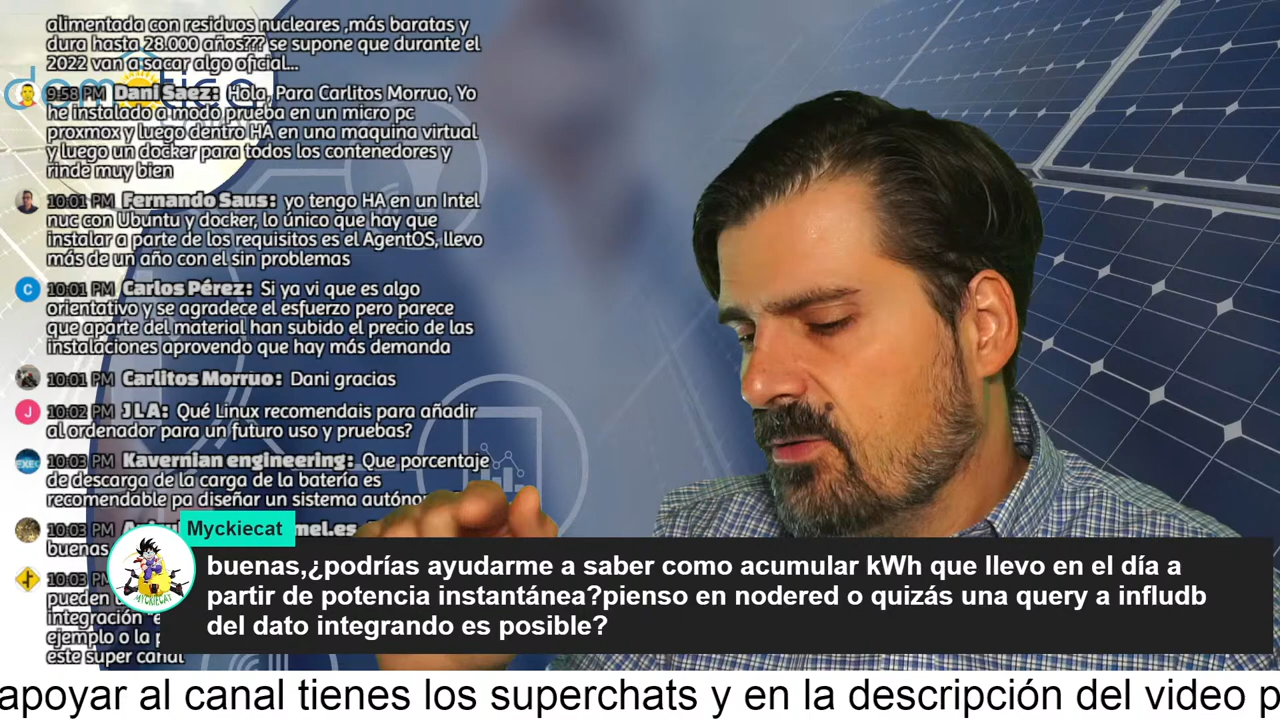 alimentada con residuos nucleares ,más baratas y
dura hasta 28.000 años??? se supone que durante el
2022 van a sacar algo oficial...
9:58 PM Dani Saez: Hola, Para Carlitos Morruo, Yo
he instalado a modo prueba en un micro pc
proxmox y luego dentro HA en una maquina virtual
y luego un docker para todos los contenedores y
rinde muy bien
10:01 PM Fernando Saus: yo tengo HA en un Intel
nuc con Ubuntu y docker, lo único que hay que
instalar a parte de los requisitos es el AgentOS, llevo
más de un año con el sin problemas
C 10:01 PM Carlos Pérez: Si ya vi que es algo
orientativo y se agradece el esfuerzo pero parece
que aparte del material han subido el precio de las
instalaciones aprovendo que hay más demanda
10:01 PM Carlitos Morruo: Dani gracias
J 10:02 PM JLA: Qué Linux recomendais para añadir
al ordenador para un futuro uso y pruebas?
10:03 PM Kavernian engineering: Que porcentaje
de descarga de la carga de la batería es
recomendable pa diseñar un sistema
10:03 PM mel.es
buenas
10:03 PM
pueden
integración
ejemplo o la
este super canal
Myckiecat
MYCKIECAT
buenas,¿podrías ayudarme a saber como acumular kWh que llevo en el día a
partir de potencia instantánea?pienso en nodered o quizás una query a infludb
del dato integrando es posible?
apoyar al canal tienes los superchats y en la descripción del video p